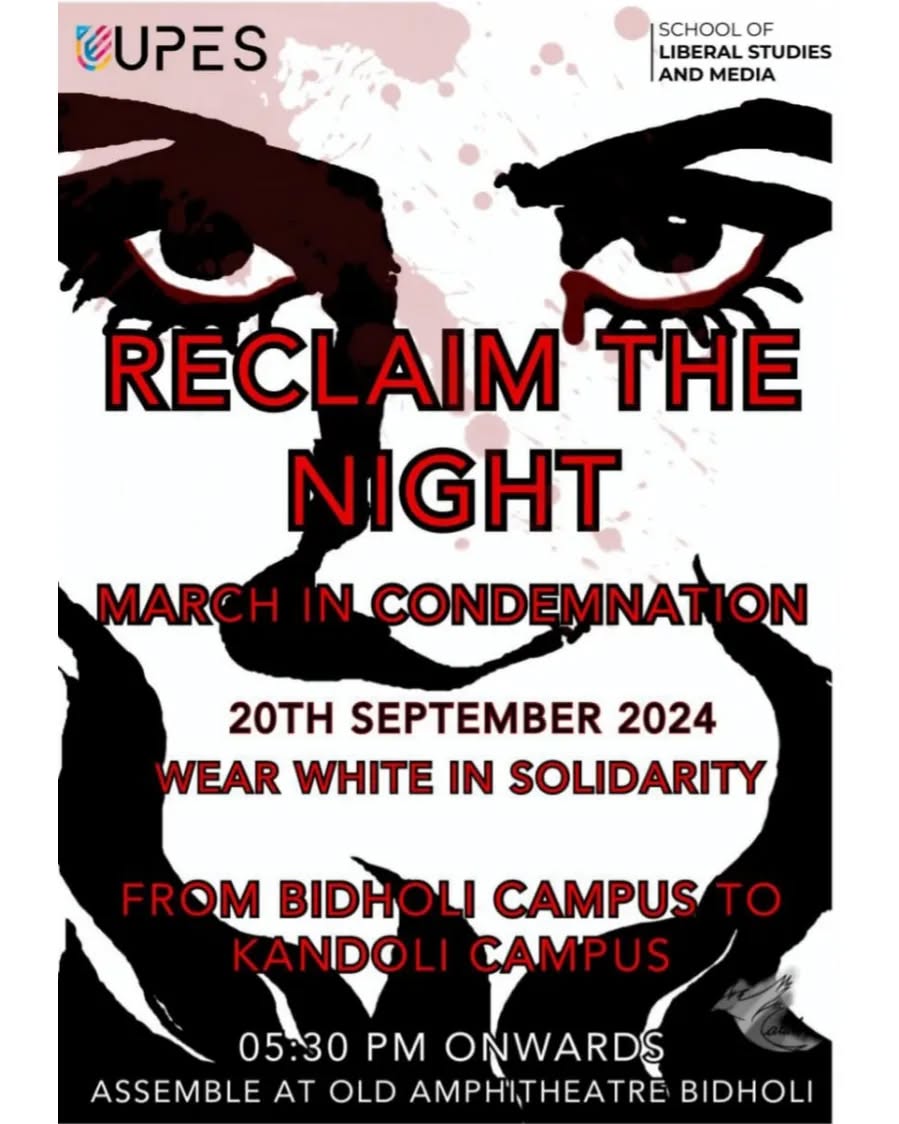 UPES
SCHOOL OF
LIBERAL STUDIES
AND MEDIA
RECLAIM THE
NIGHT
MARCH IN CONDEMNATION
20TH SEPTEMBER 2024
WEAR WHITE IN SOLIDARITY
FROM BIDHOLI CAMPUS TO
KANDOLI CAMPUS
05:30 PM ONWARDS
ASSEMBLE AT OLD AMPHITHEATRE BIDHOLI